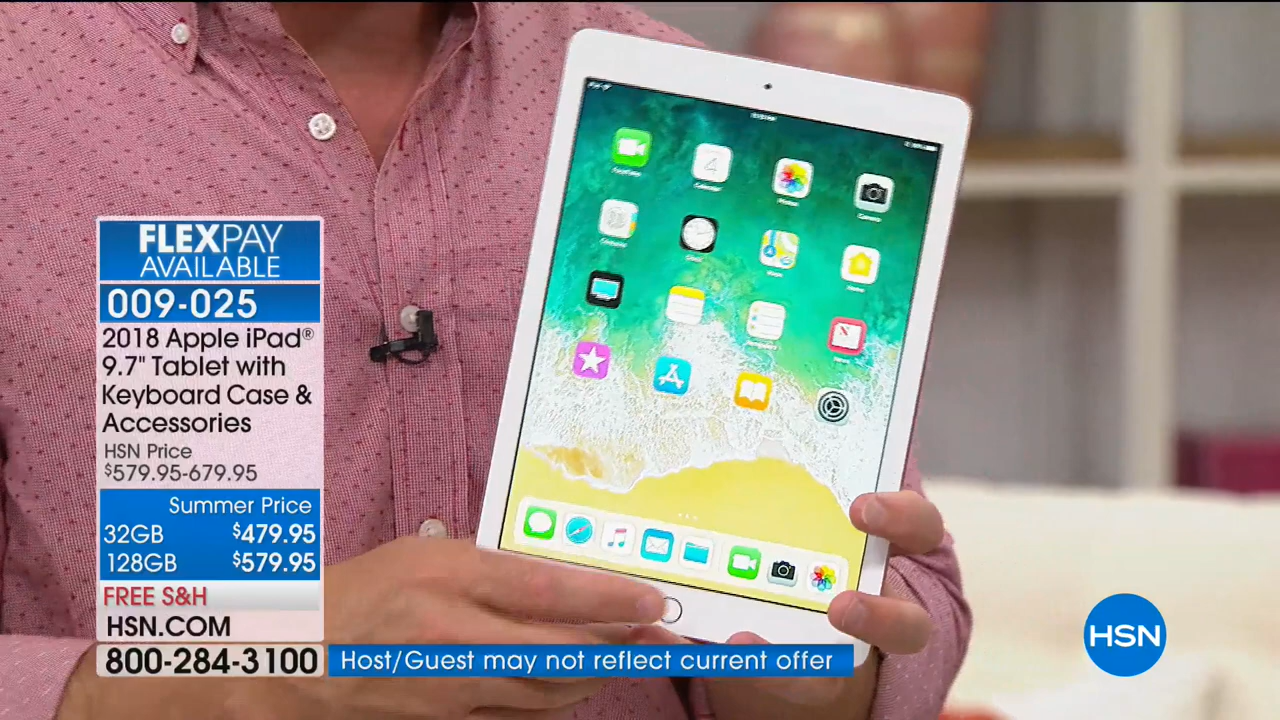 FLEXPAY
AVAILABLE
009-025
2018 Apple iPad®
9.7" Tablet with
Keyboard Case &
Accessories
HSN Price
$579.95-679.95
Summer Price
32GB $479.95
128GB $579.95
FREE S&H
HSN.COM
800-284-3100
Host/Guest may not reflect current offer
HSN